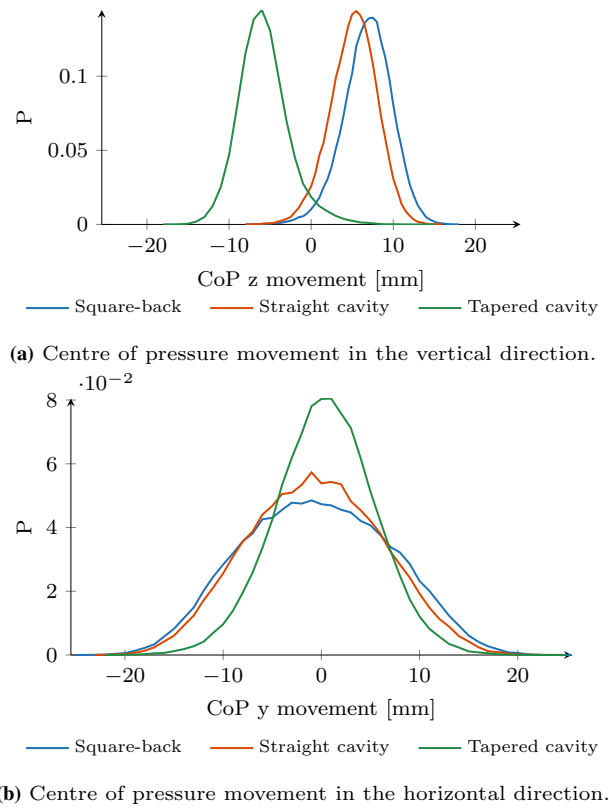 0.1
0.05
0
P
−20 −10 0 10 20
CoP z movement [mm]
Square-back Straight cavity Tapered cavity
(a) Centre of pressure movement in the vertical direction.
·10−2
8
6
4
2
0
P
−20 −10 0 10 20
CoP y movement [mm]
Square-back Straight cavity Tapered cavity
b) Centre of pressure movement in the horizontal direction.